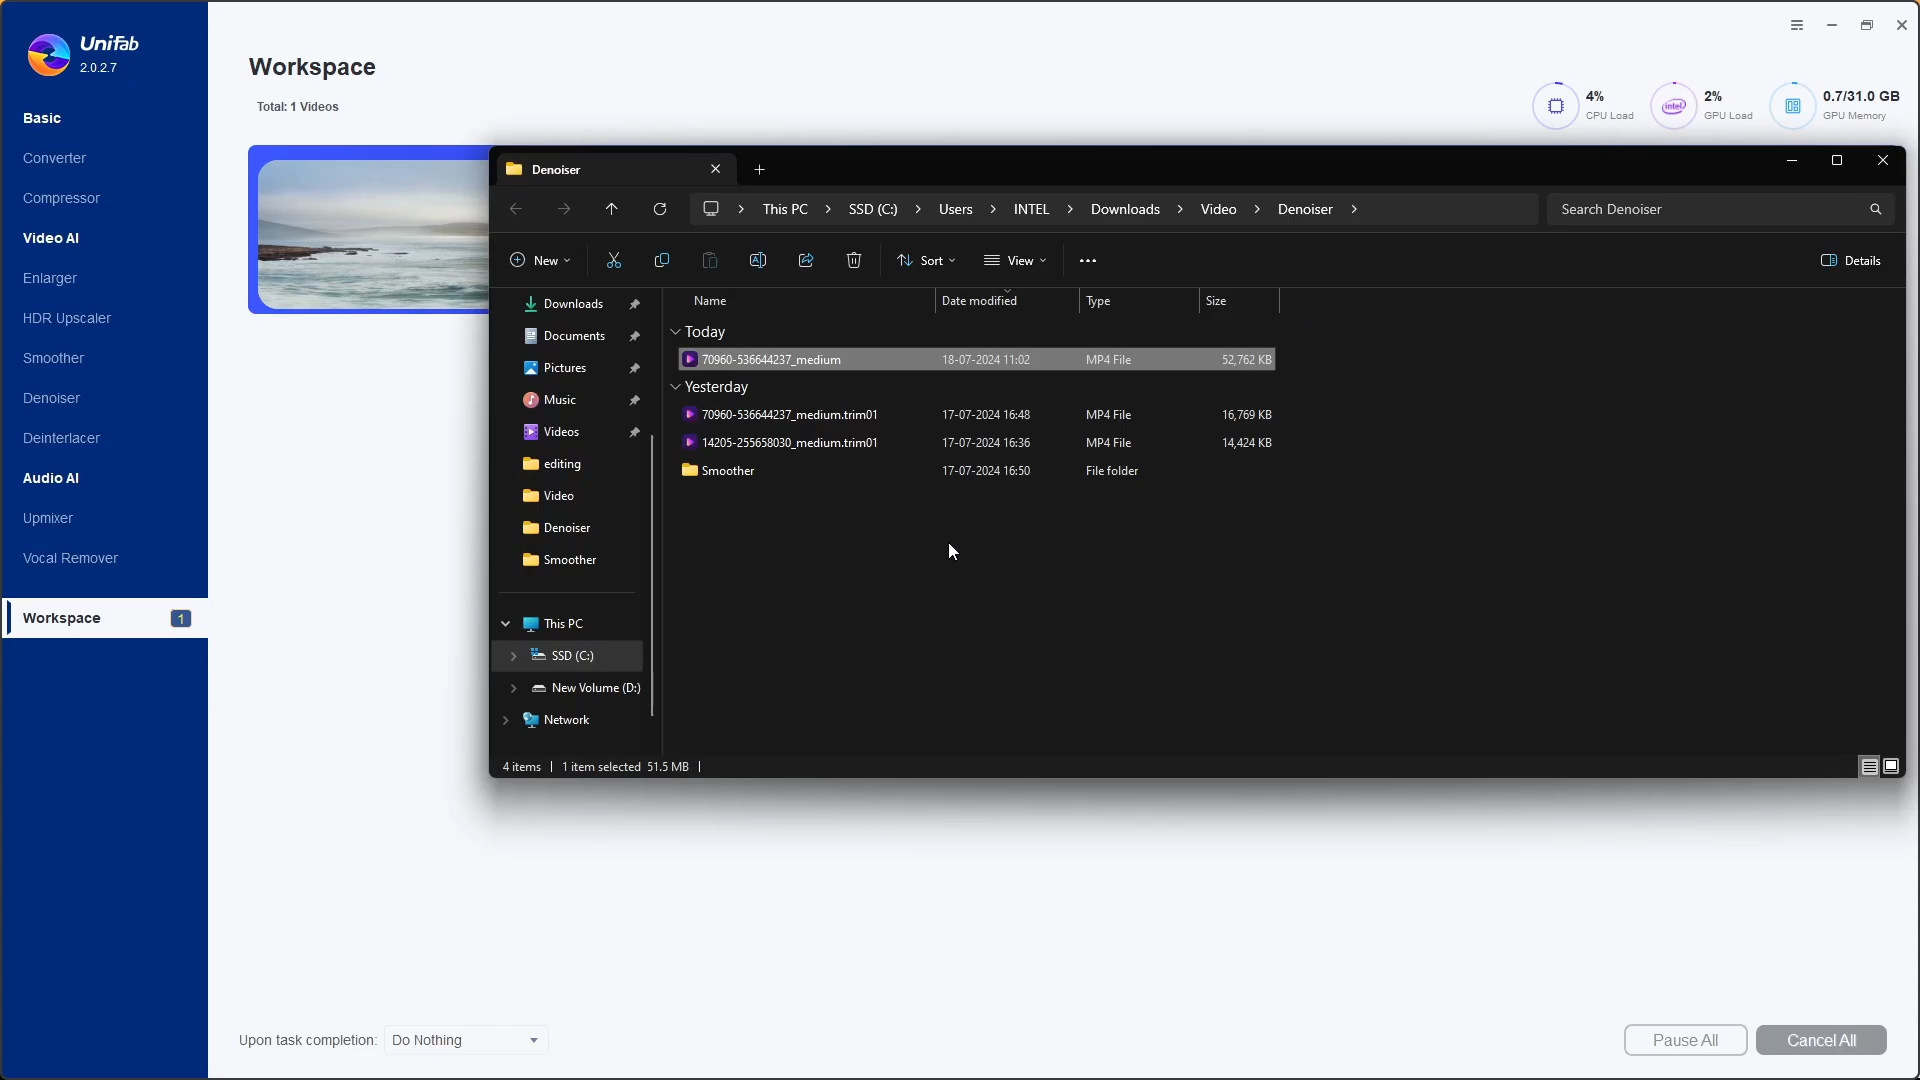 UniFab
2.0.2.7
Basic
Converter
Compressor
Video AI
Enlarger
HDR Upscaler
Smoother
Denoiser
Deinterlacer
Audio AI
Upmixer
Vocal Remover
Workspace 1
Workspace
Total: 1 Videos
4%
CPU Load
intel
2%
GPU Load
0.7/31.0 GB
GPU Memory
Denoiser
This PC SSD (C:) Users INTEL Downloads Video Denoiser
Search Denoiser
New Sort View Details
Downloads
Documents
Pictures
Music
Videos
editing
Video
Denoiser
Smoother
This PC
SSD (C:)
New Volume (D:)
Network
Name Date modified Type Size
Today
70960-536644237_medium 18-07-2024 11:02 MP4 File 52,762 KB
Yesterday
70960-536644237_medium.trim01 17-07-2024 16:48 MP4 File 16,769 KB
14205-255658030_medium.trim01 17-07-2024 16:36 MP4 File 14,424 KB
Smoother 17-07-2024 16:50 File folder
4 items 1 item selected 51.5 MB
Upon task completion: Do Nothing
Pause All
Cancel All